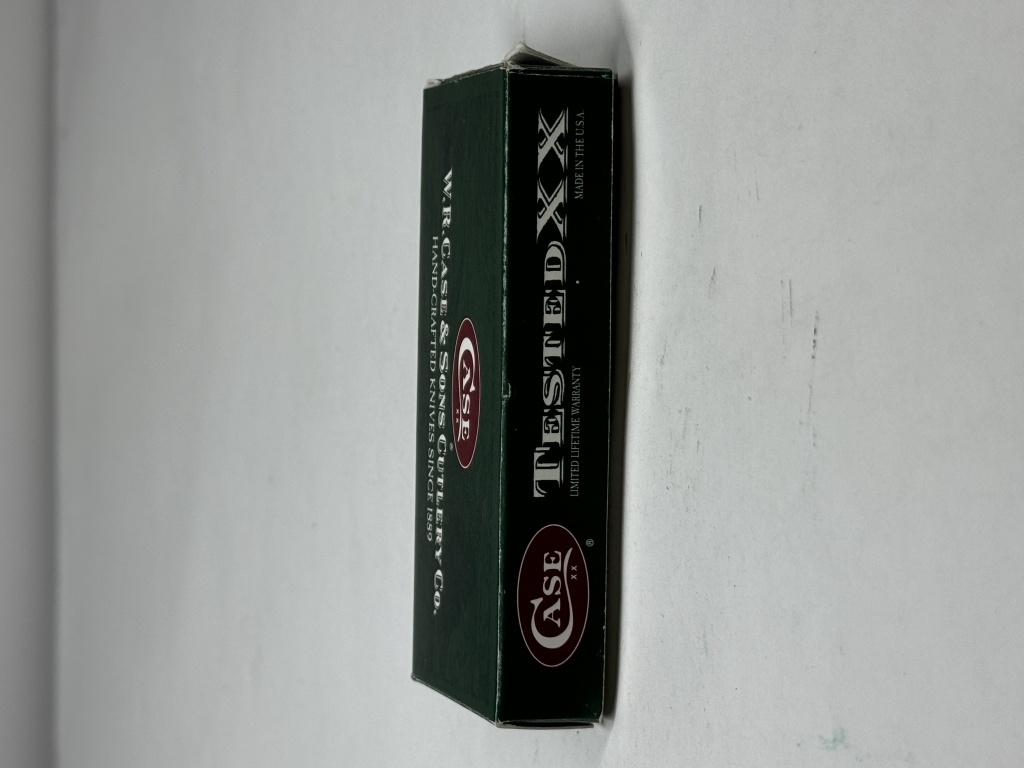 CASE
XX
®
W.R. CASE & SONS CUTLERY CO.
HAND-CRAFTED KNIVES SINCE 1889
CASE
XX
®
TESTED XX
LIMITED LIFETIME WARRANTY
MADE IN THE U.S.A